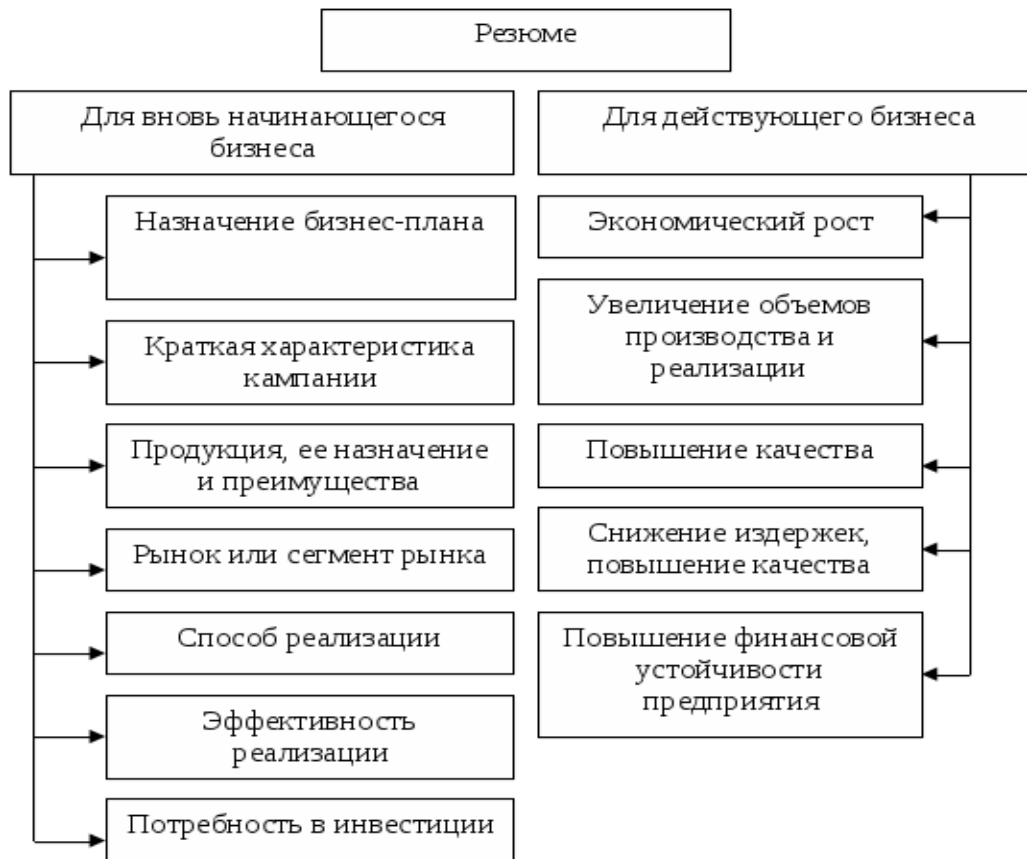 Резюме
Для вновь начинающегося
бизнеса
Назначение бизнес-плана
Краткая характеристика
кампании
Продукция, ее назначение
и преимущества
Рынок или сегмент рынка
Способ реализации
Эффективность
реализации
Потребность в инвестиции
Для действующего бизнеса
Экономический рост
Увеличение объемов
производства и
реализации
Повышение качества
Снижение издержек,
повышение качества
Повышение финансовой
устойчивости
предприятия